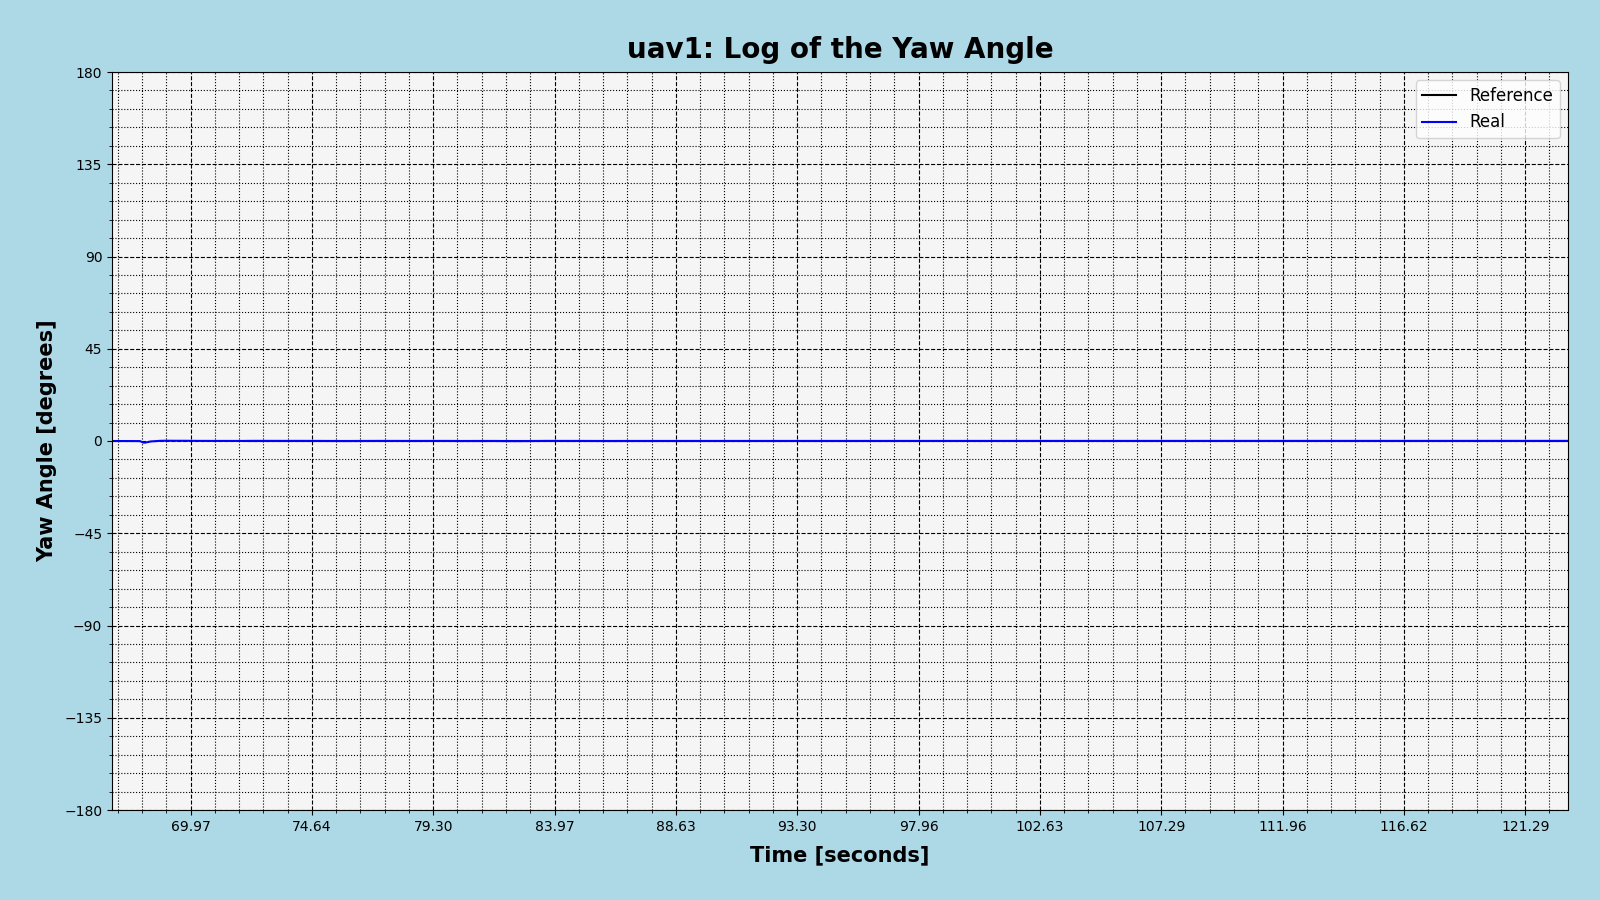 uav1: Log of the Yaw Angle
Reference
Real
180
135
90
45
0
−45
−90
−135
−180
Yaw Angle [degrees]
69.97 74.64 79.30 83.97 88.63 93.30 97.96 102.63 107.29 111.96 116.62 121.29
Time [seconds]